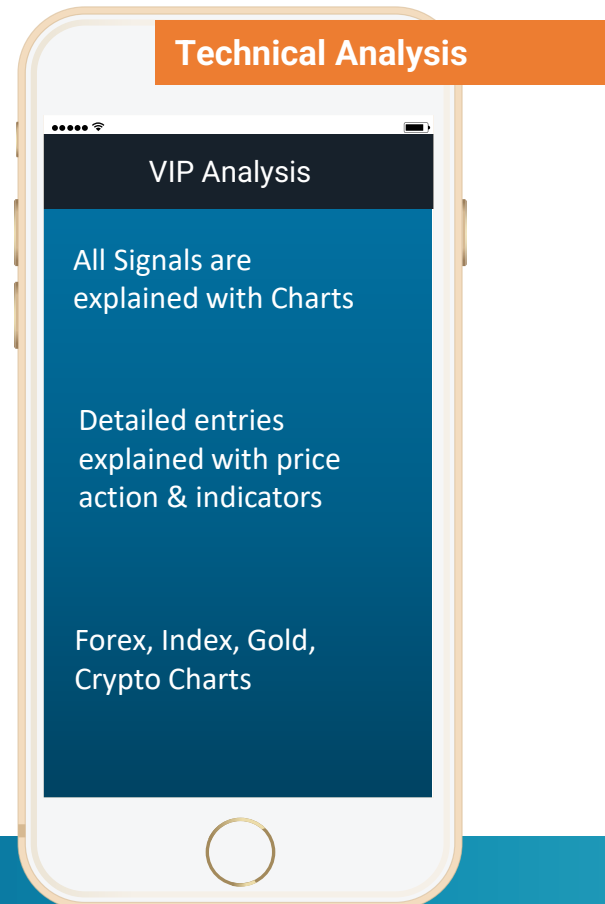 Technical Analysis
VIP Analysis
All Signals are
explained with Charts
Detailed entries
explained with price
action & indicators
Forex, Index, Gold,
Crypto Charts